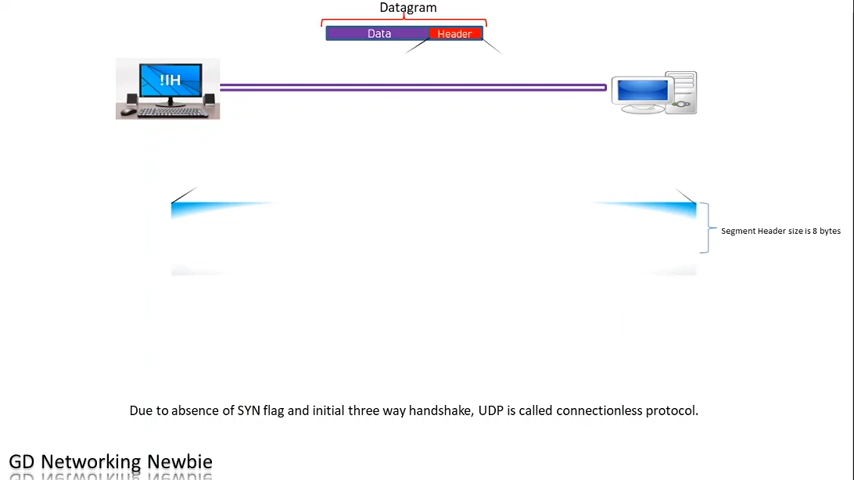 Datagram
Data Header
!IH
Segment Header size is 8 bytes
Due to absence of SYN flag and initial three way handshake, UDP is called connectionless protocol.
GD Networking Newbie